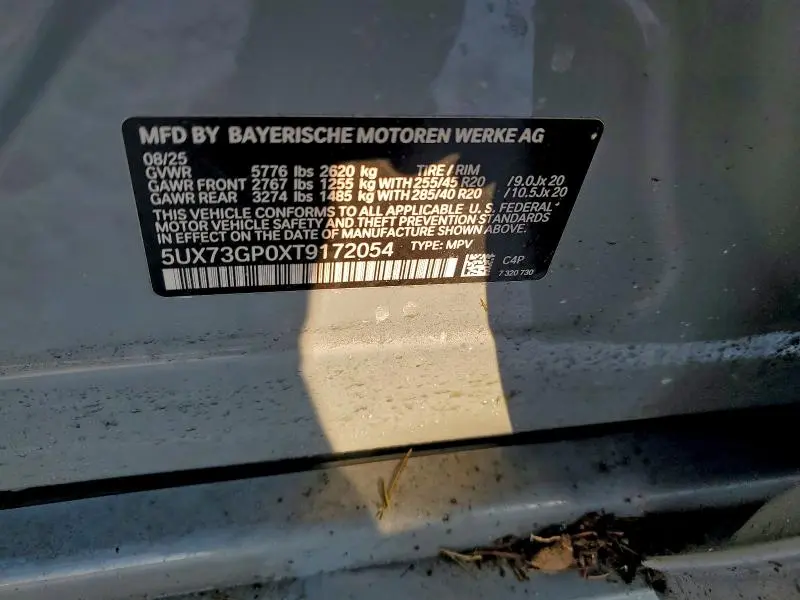 MFD BY BAYERISCHE MOTOREN WERKE AG
08/25
GVWR 5776 lbs 2620 kg TIRE / RIM
GAWR FRONT 2767 lbs 1255 kg WITH 255/45 R20 /9.0Jx20
GAWR REAR 3274 lbs 1485 kg WITH 285/40 R20 /10.5Jx20
THIS VEHICLE CONFORMS TO ALL APPLICABLE U. S. FEDERAL
MOTOR VEHICLE SAFETY AND THEFT PREVENTION STANDARDS
IN EFFECT ON THE DATE OF MANUFACTURE SHOWN ABOVE.
5UX73GP0XT9172054 TYPE: MPV
C4P
7 320 730